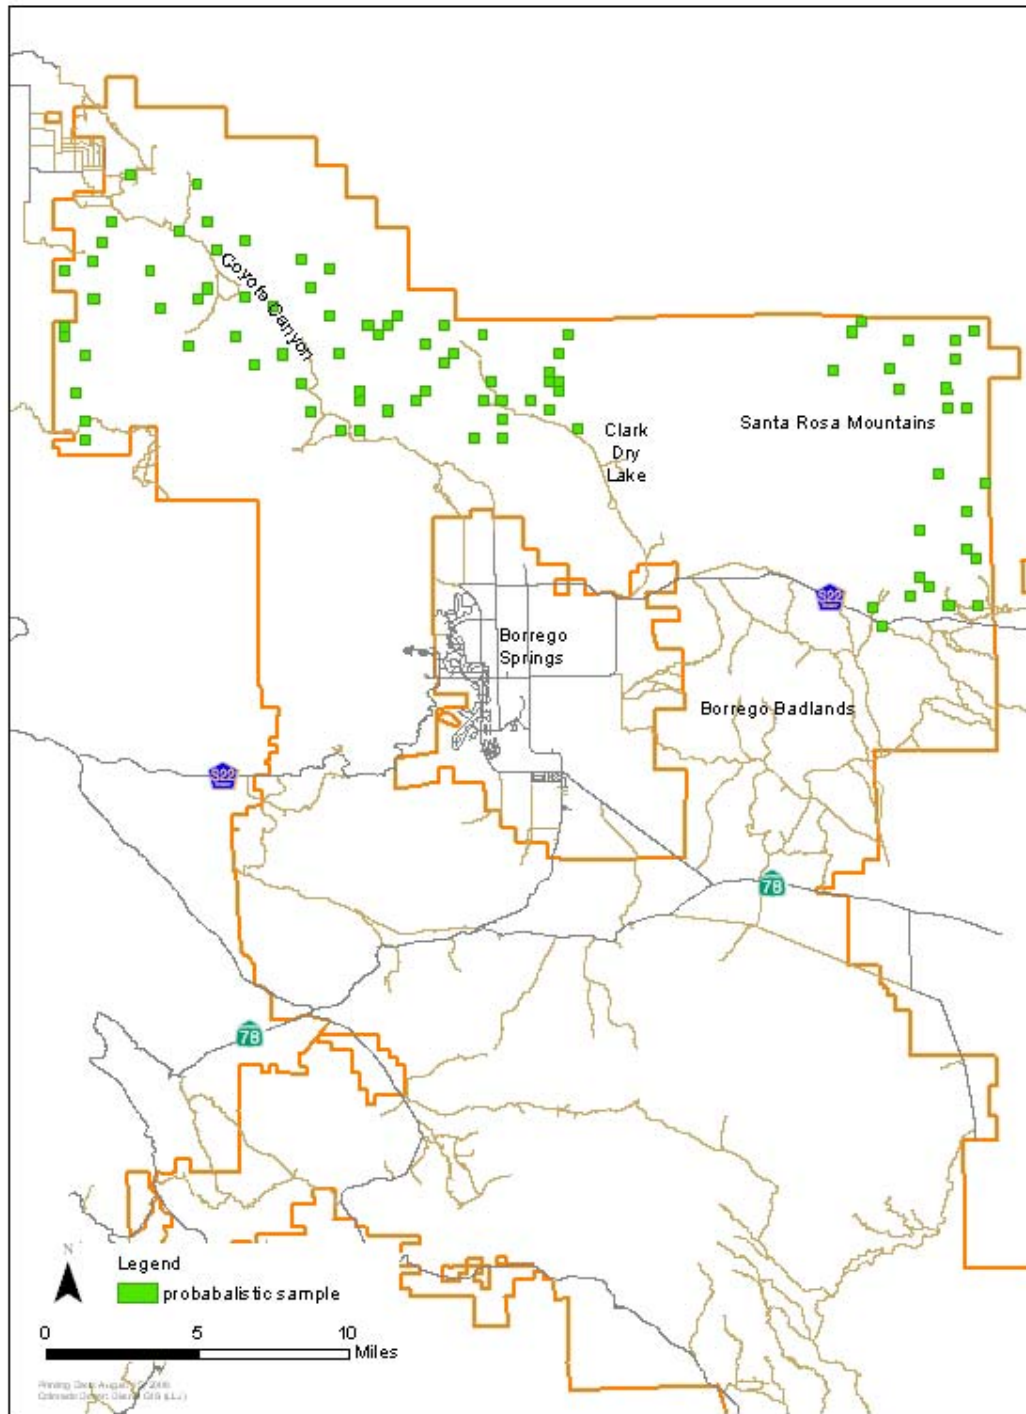 Coyote Canyon
Santa Rosa Mountains
Clark
Dry
Lake
S22
Borrego
Springs
Borrego Badlands
S22
78
78
N
Legend
probabalistic sample
0 5 10
Miles